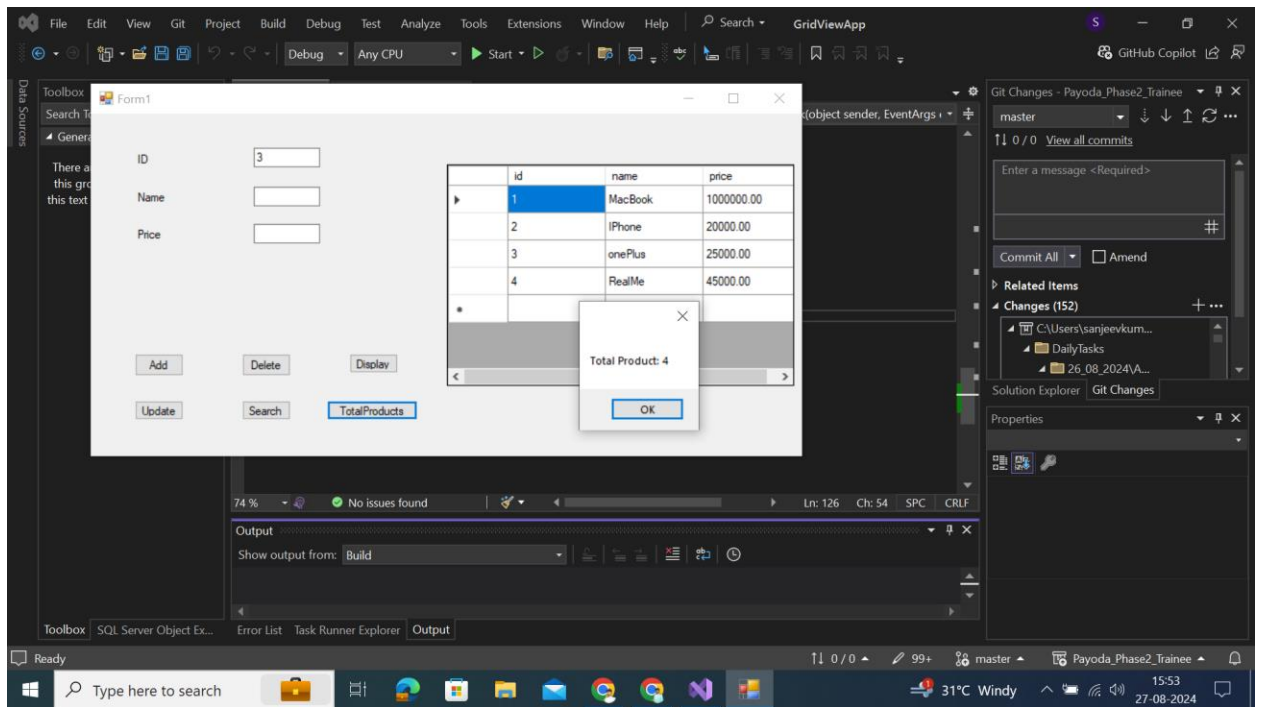 File Edit View Git Project Build Debug Test Analyze Tools Extensions Window Help Search GridViewApp S
Debug Any CPU Start GitHub Copilot
Data Sources
Toolbox
Search
Form1
(object sender, EventArgs
There a
this gro
this text
ID 3
Name
Price
id name price
1 MacBook 1000000.00
2 IPhone 20000.00
3 onePlus 25000.00
4 RealMe 45000.00
Total Product: 4
OK
Add Delete Display
Update Search TotalProducts
Git Changes - Payoda_Phase2_Trainee
master
0 / 0 View all commits
Enter a message <Required>
Commit All Amend
Related Items
Changes (152)
C:\Users\sanjeevkum...
DailyTasks
26_08_2024\A...
Solution Explorer Git Changes
Properties
74 % No issues found Ln: 126 Ch: 54 SPC CRLF
Output
Show output from: Build
Toolbox SQL Server Object Ex... Error List Task Runner Explorer Output
Ready 0 / 0 99+ master Payoda_Phase2_Trainee
Type here to search 31°C Windy 15:53
27-08-2024